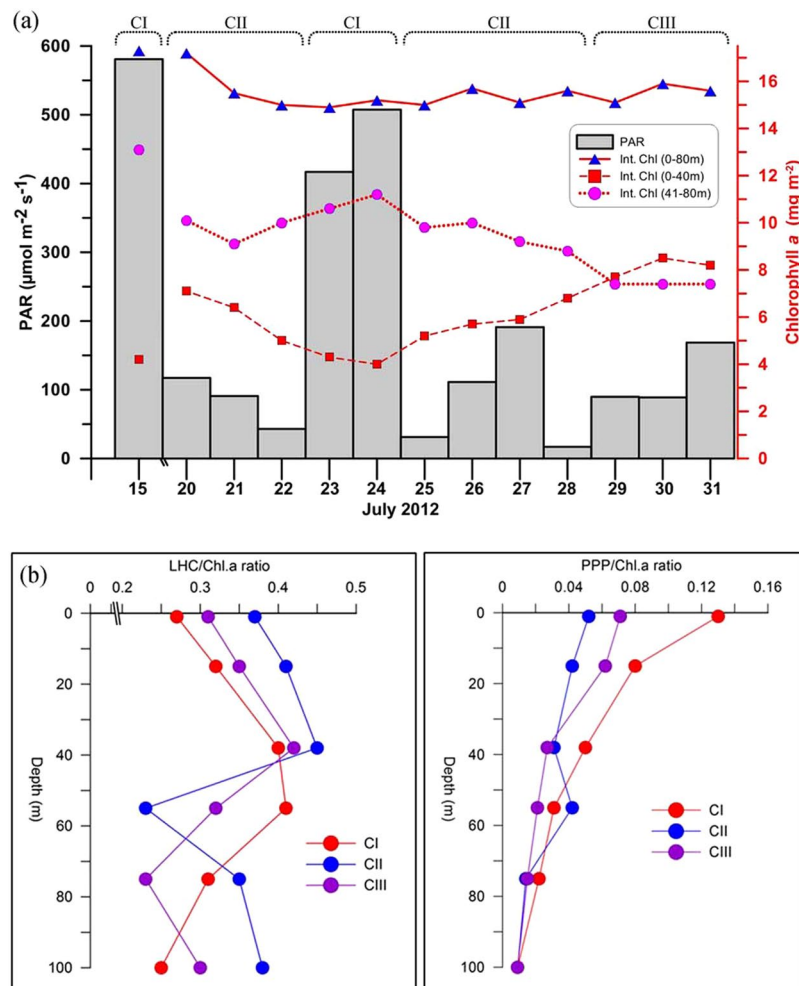 (a)
CI CII CI CII CIII
600
500
400
300
200
100
0
PAR (µmol m-2 s-1)
16
14
12
10
8
6
4
2
0
Chlorophyll a (mg m-2)
PAR
Int. Chl (0-80m)
Int. Chl (0-40m)
Int. Chl (41-80m)
15 20 21 22 23 24 25 26 27 28 29 30 31
July 2012
(b)
LHC/Chl.a ratio
0 0.2 0.3 0.4 0.5
0
20
40
60
80
100
Depth (m)
CI
CII
CIII
PPP/Chl.a ratio
0 0.04 0.08 0.12 0.16
0
20
40
60
80
100
Depth (m)
CI
CII
CIII